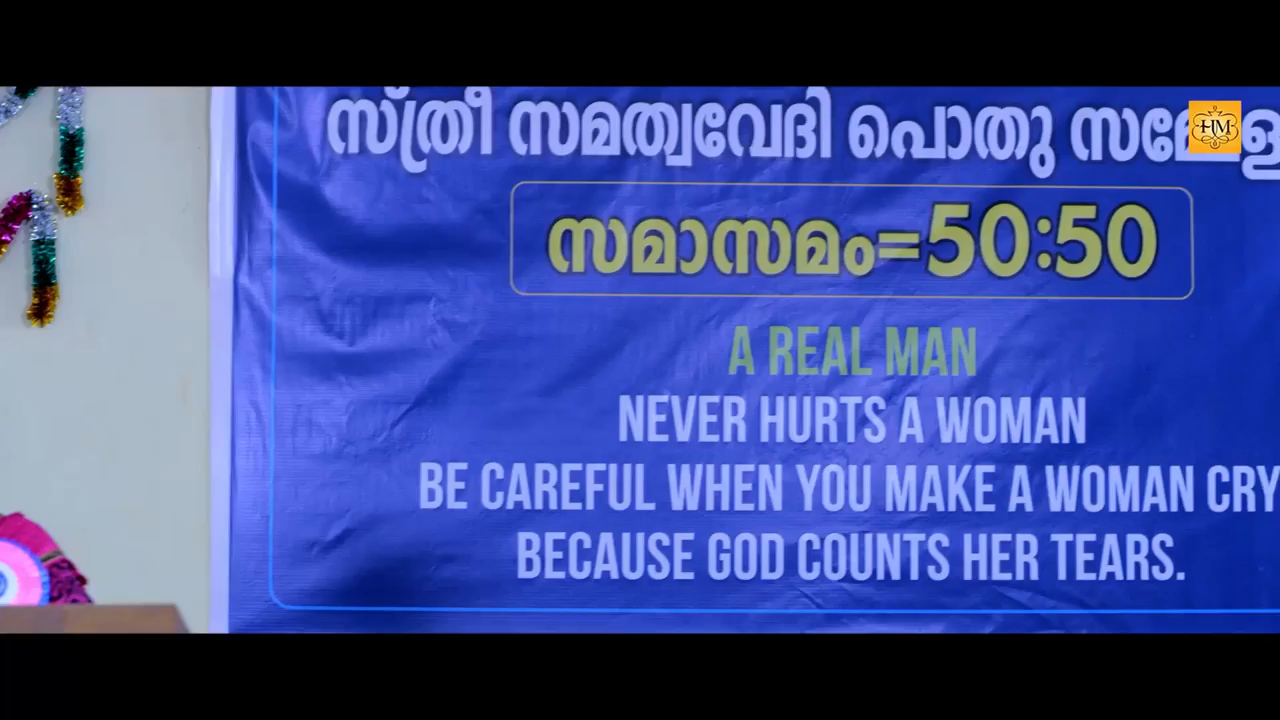 സ്ത്രീ സമത്വവേദി പൊതു
HM
സമാസമം=50:50
A REAL MAN
NEVER HURTS A WOMAN
BE CAREFUL WHEN YOU MAKE A WOMAN CRY
BECAUSE GOD COUNTS HER TEARS.